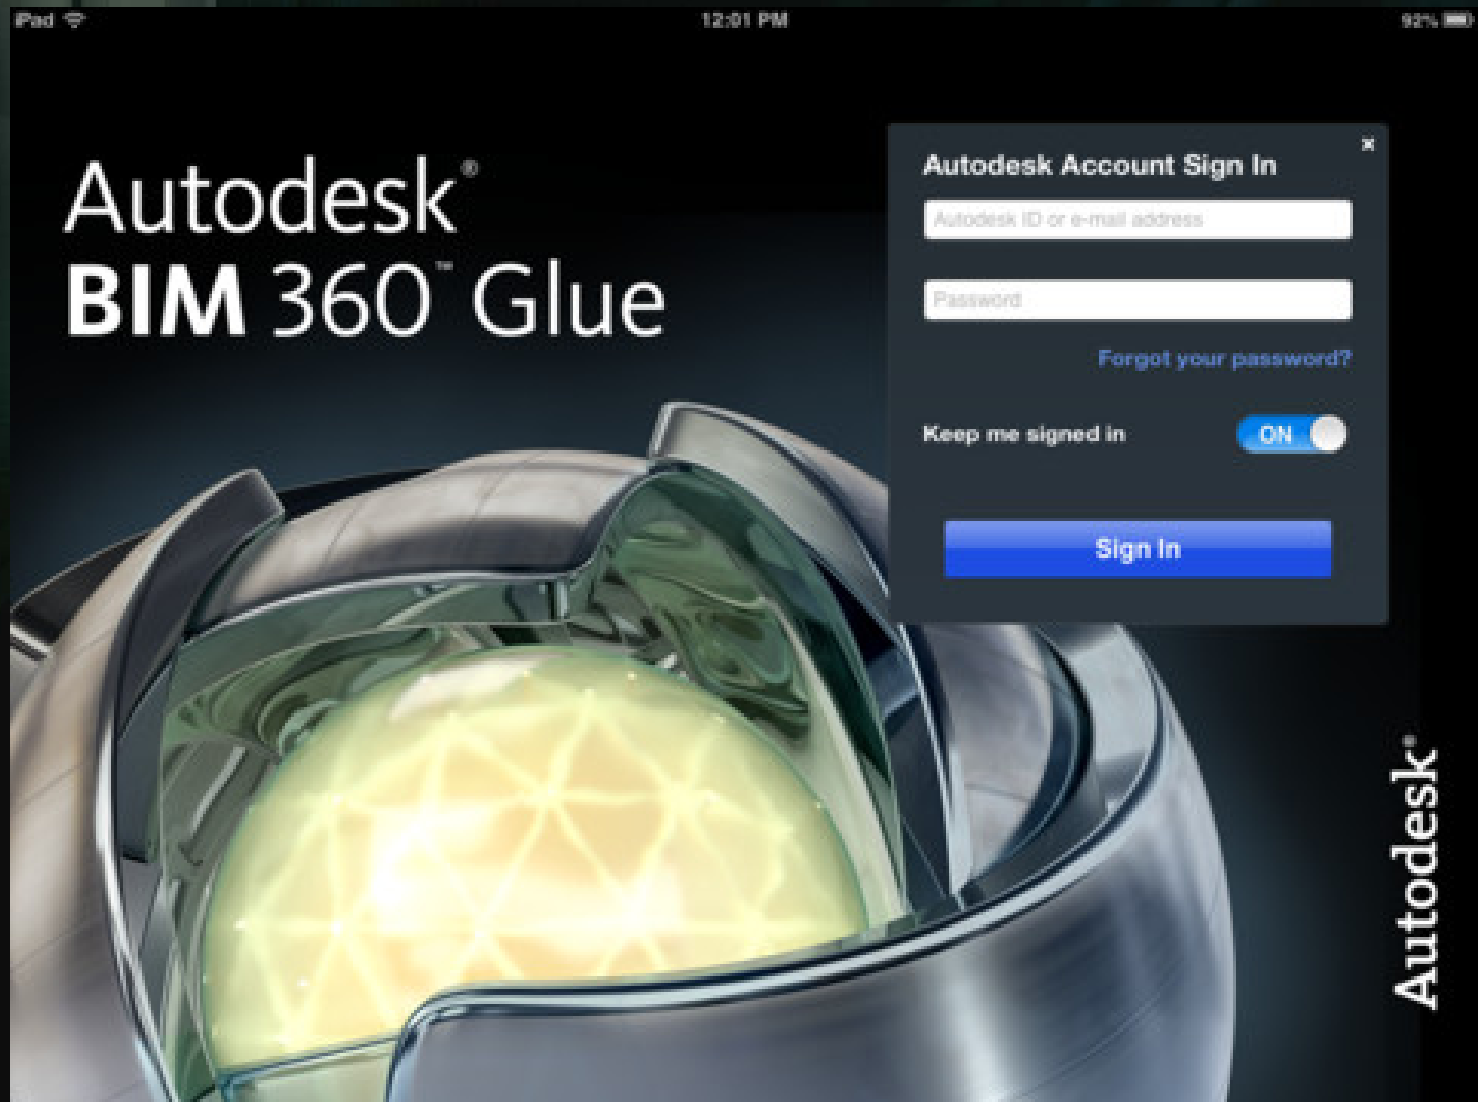 iPad
12:01 PM
92%
Autodesk®
BIM 360™ Glue
×
Autodesk Account Sign In
Autodesk ID or e-mail address
Password
Forgot your password?
Keep me signed in
ON
Sign In
Autodesk®